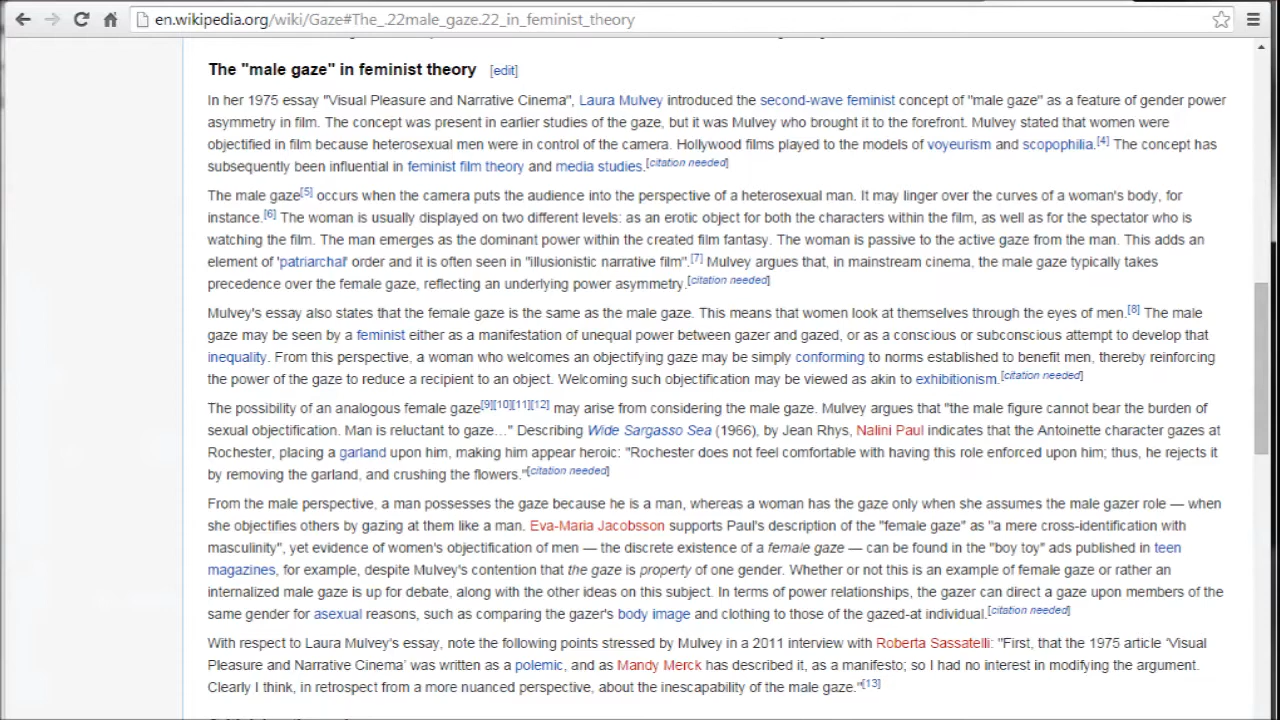 en.wikipedia.org/wiki/Gaze#The_.22male_gaze.22_in_feminist_theory
The "male gaze" in feminist theory [edit]
In her 1975 essay "Visual Pleasure and Narrative Cinema", Laura Mulvey introduced the second-wave feminist concept of "male gaze" as a feature of gender power
asymmetry in film. The concept was present in earlier studies of the gaze, but it was Mulvey who brought it to the forefront. Mulvey stated that women were
objectified in film because heterosexual men were in control of the camera. Hollywood films played to the models of voyeurism and scopophilia.[4] The concept has
subsequently been influential in feminist film theory and media studies.[citation needed]
The male gaze[5] occurs when the camera puts the audience into the perspective of a heterosexual man. It may linger over the curves of a woman's body, for
instance.[6] The woman is usually displayed on two different levels: as an erotic object for both the characters within the film, as well as for the spectator who is
watching the film. The man emerges as the dominant power within the created film fantasy. The woman is passive to the active gaze from the man. This adds an
element of 'patriarchal' order and it is often seen in "illusionistic narrative film".[7] Mulvey argues that, in mainstream cinema, the male gaze typically takes
precedence over the female gaze, reflecting an underlying power asymmetry.[citation needed]
Mulvey's essay also states that the female gaze is the same as the male gaze. This means that women look at themselves through the eyes of men.[8] The male
gaze may be seen by a feminist either as a manifestation of unequal power between gazer and gazed, or as a conscious or subconscious attempt to develop that
inequality. From this perspective, a woman who welcomes an objectifying gaze may be simply conforming to norms established to benefit men, thereby reinforcing
the power of the gaze to reduce a recipient to an object. Welcoming such objectification may be viewed as akin to exhibitionism.[citation needed]
The possibility of an analogous female gaze[9][10][11][12] may arise from considering the male gaze. Mulvey argues that "the male figure cannot bear the burden of
sexual objectification. Man is reluctant to gaze…" Describing Wide Sargasso Sea (1966), by Jean Rhys, Nalini Paul indicates that the Antoinette character gazes at
Rochester, placing a garland upon him, making him appear heroic: "Rochester does not feel comfortable with having this role enforced upon him; thus, he rejects it
by removing the garland, and crushing the flowers."[citation needed]
From the male perspective, a man possesses the gaze because he is a man, whereas a woman has the gaze only when she assumes the male gazer role — when
she objectifies others by gazing at them like a man. Eva-Maria Jacobsson supports Paul's description of the "female gaze" as "a mere cross-identification with
masculinity", yet evidence of women's objectification of men — the discrete existence of a female gaze — can be found in the "boy toy" ads published in teen
magazines, for example, despite Mulvey's contention that the gaze is property of one gender. Whether or not this is an example of female gaze or rather an
internalized male gaze is up for debate, along with the other ideas on this subject. In terms of power relationships, the gazer can direct a gaze upon members of the
same gender for asexual reasons, such as comparing the gazer's body image and clothing to those of the gazed-at individual.[citation needed]
With respect to Laura Mulvey's essay, note the following points stressed by Mulvey in a 2011 interview with Roberta Sassatelli: "First, that the 1975 article 'Visual
Pleasure and Narrative Cinema' was written as a polemic, and as Mandy Merck has described it, as a manifesto; so I had no interest in modifying the argument.
Clearly I think, in retrospect from a more nuanced perspective, about the inescapability of the male gaze."[13]